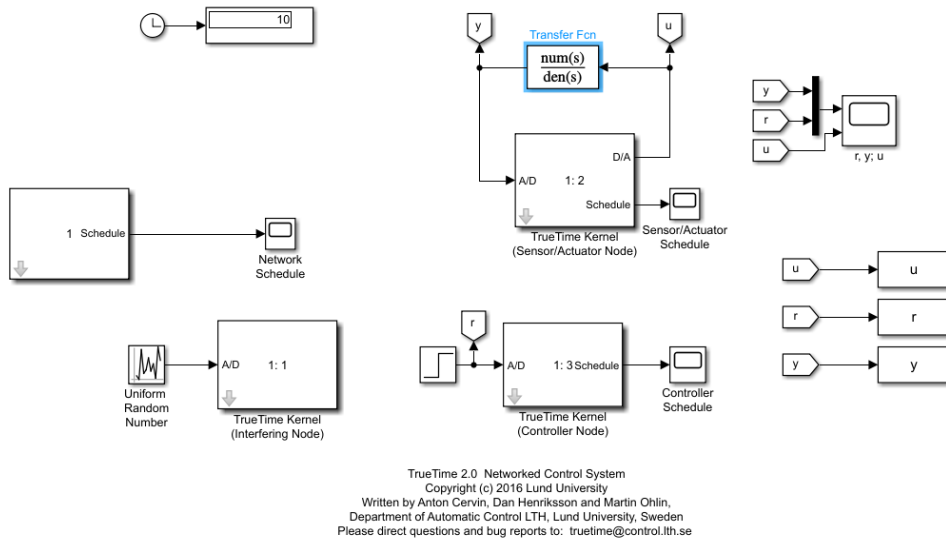 10
y
Transfer Fcn
num(s)
den(s)
u
y
r
u
r, y; u
D/A
A/D
1: 2
Schedule
TrueTime Kernel
(Sensor/Actuator Node)
Sensor/Actuator
Schedule
1 Schedule
Network
Schedule
u
u
r
r
y
y
A/D
1: 1
Uniform
Random
Number
TrueTime Kernel
(Interfering Node)
r
A/D
1: 3 Schedule
TrueTime Kernel
(Controller Node)
Controller
Schedule
TrueTime 2.0 Networked Control System
Copyright (c) 2016 Lund University
Written by Anton Cervin, Dan Henriksson and Martin Ohlin,
Department of Automatic Control LTH, Lund University, Sweden
Please direct questions and bug reports to: truetime@control.lth.se